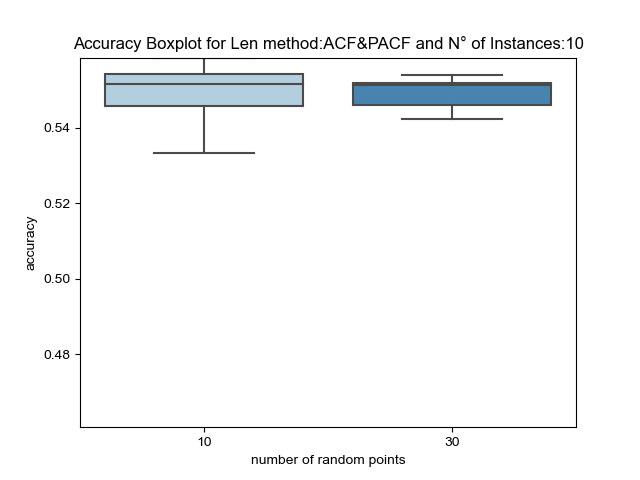 Accuracy Boxplot for Len method:ACF&PACF and N° of Instances:10
0.54
0.52
0.50
0.48
accuracy
10 30
number of random points